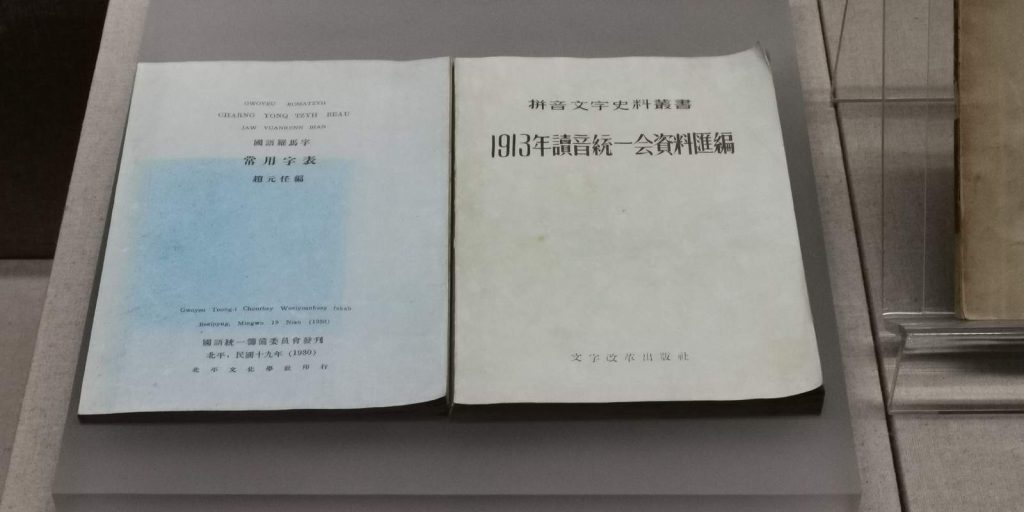 GWOYEU ROMATZYH
CHARNG YONQ TZYH BEAU
JAW YUANRENN BIAN
國語羅馬字
常用字表
趙元任編
Gwoyeu Toong-i Chourbey Weeiyuanhuey Fakan
Beeipyng, Mingwo 19 Nian (1930)
國語統一籌備委員會發刊
北平，民國十九年 (1930)
北平文化學社印行
拼音文字史料叢書
1913年讀音統一会資料匯編
文字改革出版社